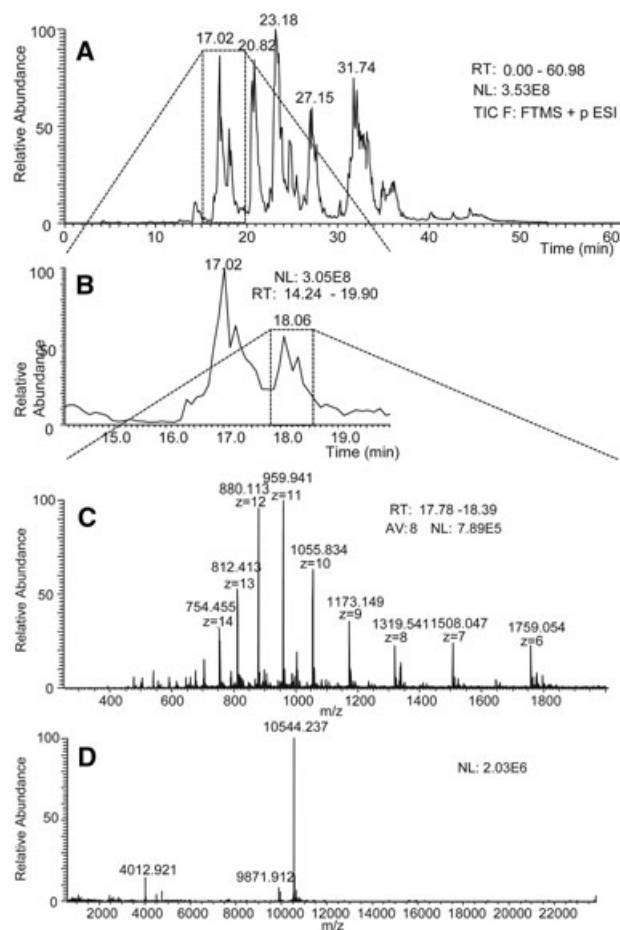 A
Relative Abundance
100
50
0
17.02
20.82
23.18
27.15
31.74
RT: 0.00 - 60.98
NL: 3.53E8
TIC F: FTMS + p ESI
0 10 20 30 40 50 60
Time (min)
B
Relative
Abundance
100
50
0
17.02
NL: 3.05E8
RT: 14.24 - 19.90
18.06
15.0 16.0 17.0 18.0 19.0
Time (min)
C
Relative Abundance
100
50
0
959.941
z=11
880.113
z=12
812.413
z=13
754.455
z=14
1055.834
z=10
1173.149
z=9
1319.541
z=8
1508.047
z=7
1759.054
z=6
RT: 17.78 -18.39
AV: 8 NL: 7.89E5
400 600 800 1000 1200 1400 1600 1800
m/z
D
Relative Abundance
100
50
0
10544.237
NL: 2.03E6
4012.921
9871.912
2000 4000 6000 8000 10000 12000 14000 16000 18000 20000 22000
m/z